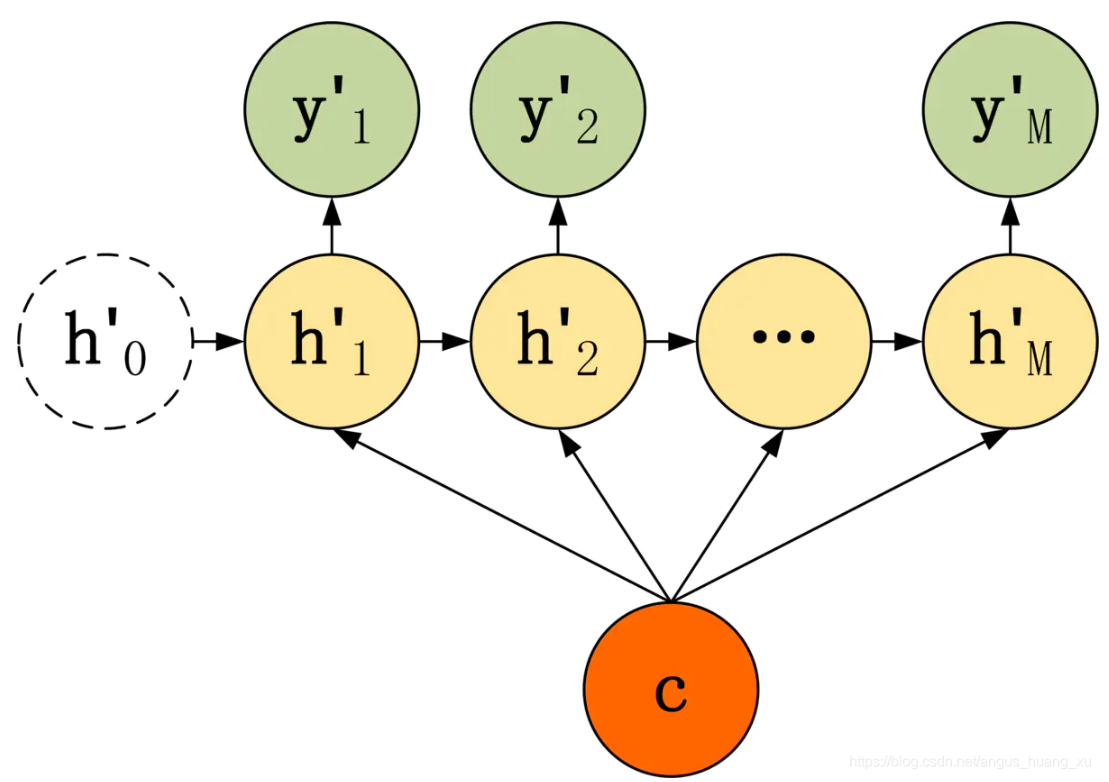 y'1 y'2 y'M
h'0 h'1 h'2 ... h'M
c
https://blog.csdn.net/angus_huang_xu